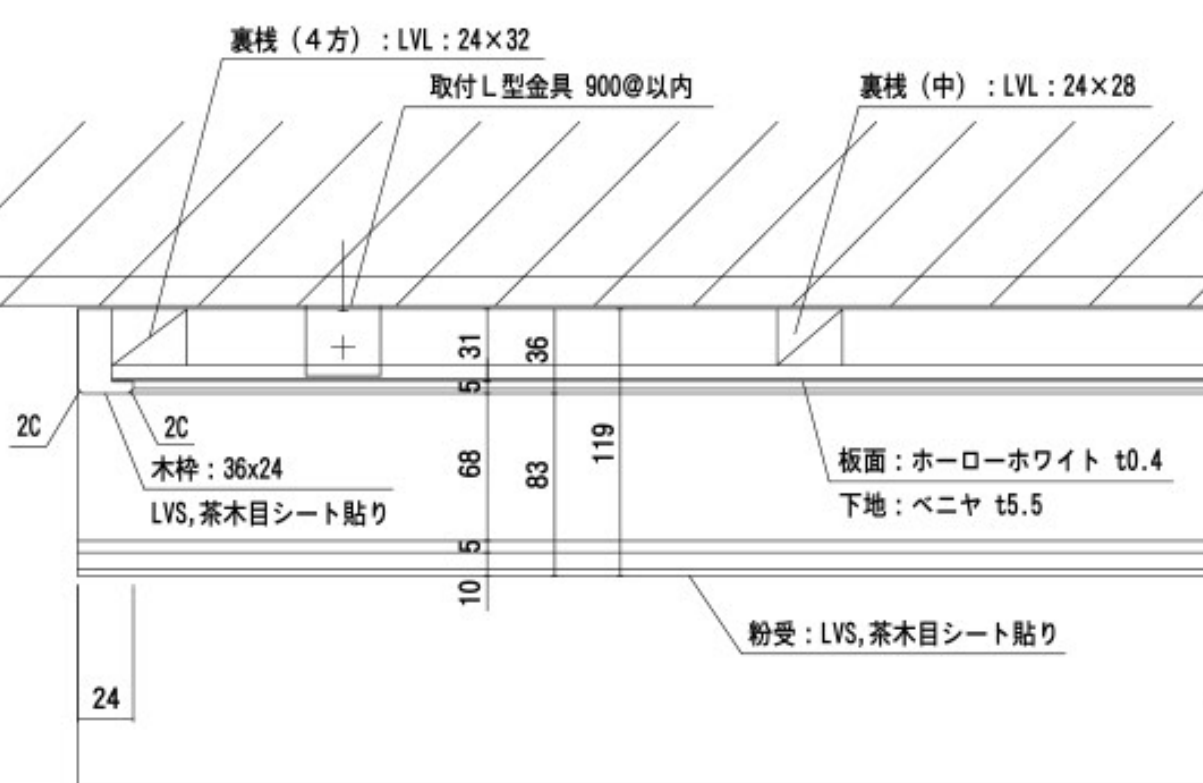 裏桟（４方）：LVL：24×32
取付Ｌ型金具 900@以内
裏桟（中）：LVL：24×28
31
36
5
2C
2C
119
68
83
木枠：36x24
LVS,茶木目シート貼り
板面：ホーローホワイト t0.4
下地：ベニヤ t5.5
5
10
粉受：LVS,茶木目シート貼り
24